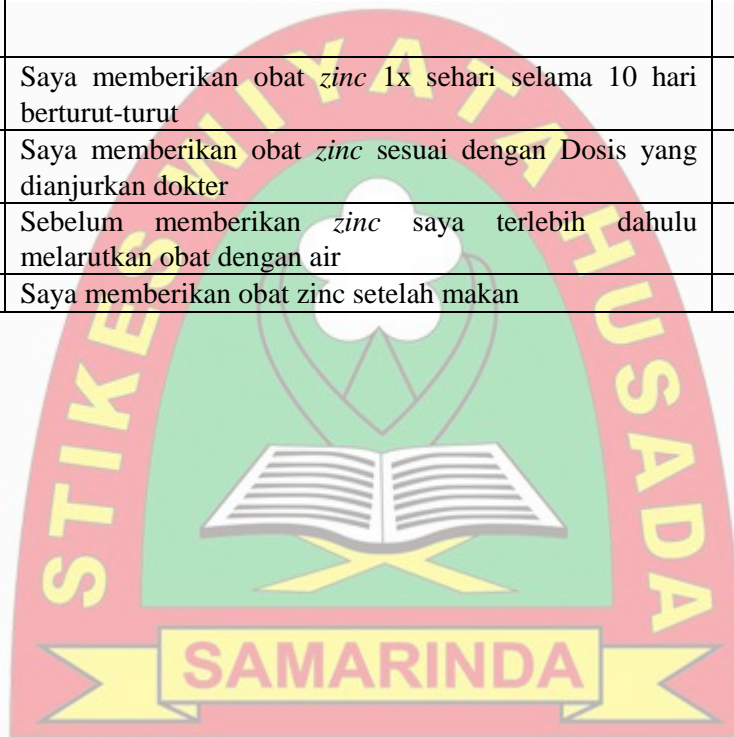 Saya memberikan obat zinc 1x sehari selama 10 hari
berturut-turut
Saya memberikan obat zinc sesuai dengan Dosis yang
dianjurkan dokter
Sebelum memberikan zinc saya terlebih dahulu
melarutkan obat dengan air
Saya memberikan obat zinc setelah makan
STIKES WIYATA HUSADA
SAMARINDA